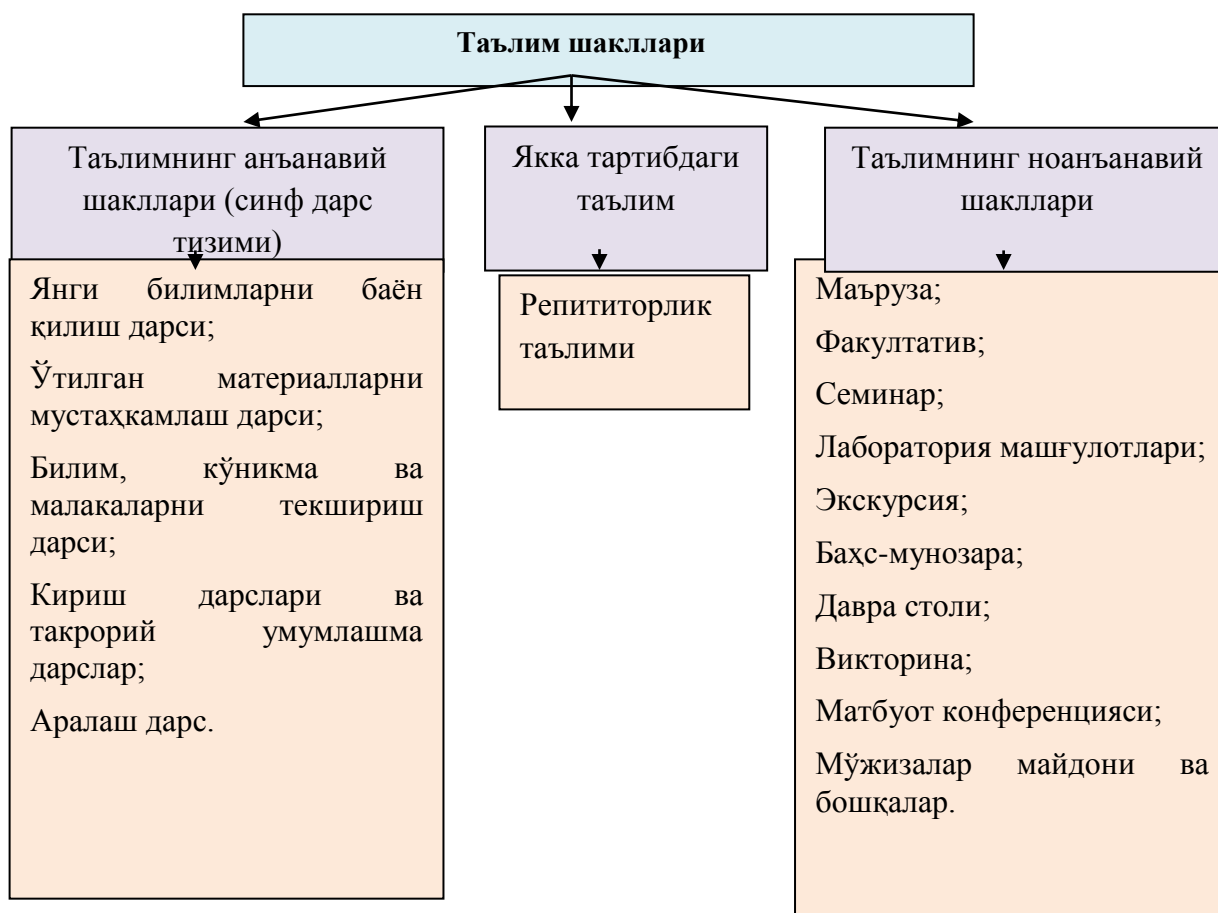 Таълим шакллари
Таълимнинг анъанавий
шакллари (синф дарс
тизими)
Якка тартибдаги
таълим
Таълимнинг ноанъанавий
шакллари
Янги билимларни баён
қилиш дарси;
Ўтилган материалларни
мустаҳкамлаш дарси;
Билим, кўникма ва
малакаларни текшириш
дарси;
Кириш дарслари ва
такрорий умумлашма
дарслар;
Аралаш дарс.
Репититорлик
таълими
Маъруза;
Факултатив;
Семинар;
Лаборатория машғулотлари;
Экскурсия;
Баҳс-мунозара;
Давра столи;
Викторина;
Матбуот конференцияси;
Мўжизалар майдони ва
бошқалар.